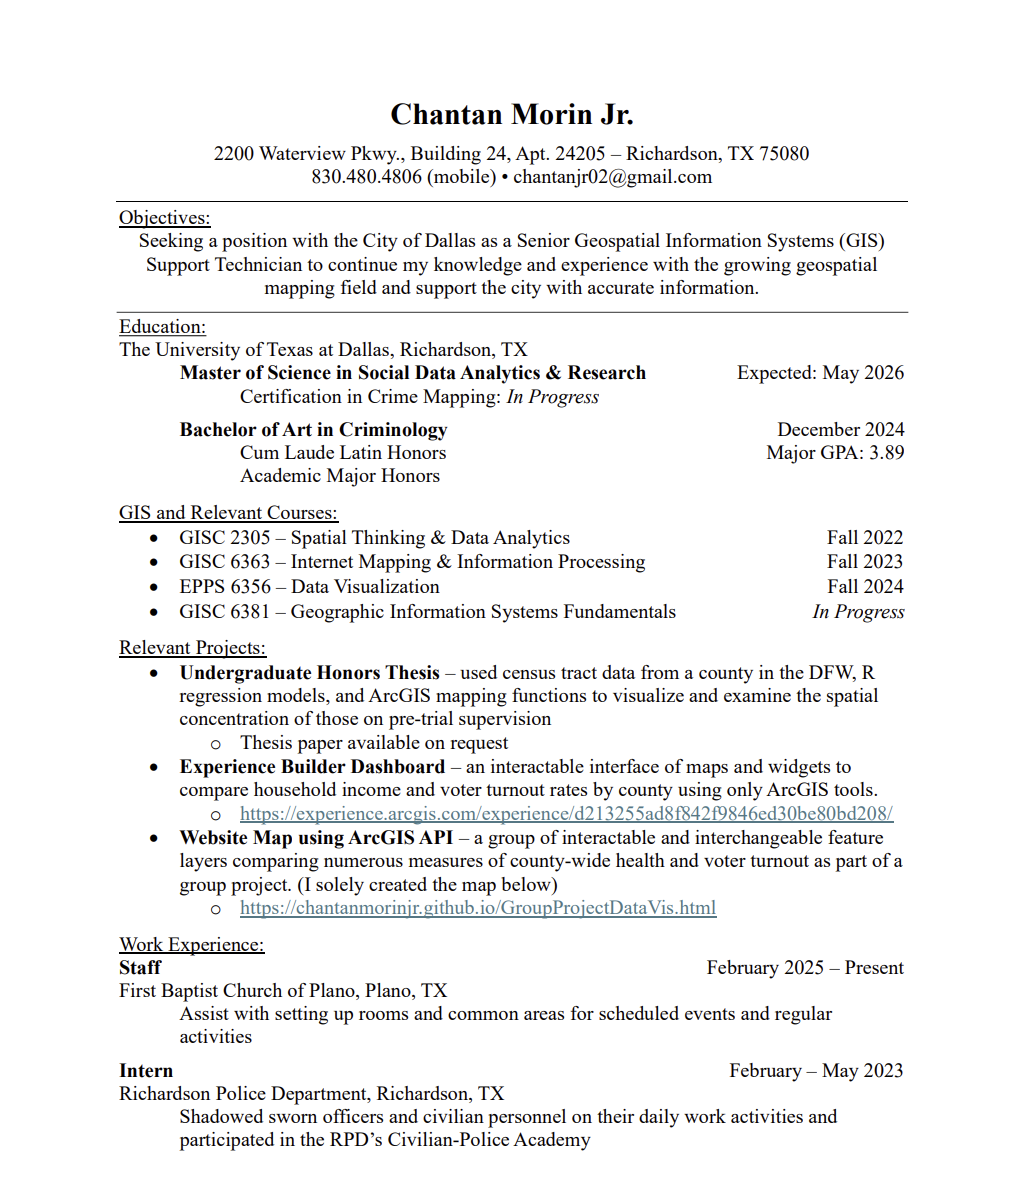 Chantan Morin Jr.
2200 Waterview Pkwy., Building 24, Apt. 24205 – Richardson, TX 75080
830.480.4806 (mobile) • chantanjr02@gmail.com
Objectives:
Seeking a position with the City of Dallas as a Senior Geospatial Information Systems (GIS)
Support Technician to continue my knowledge and experience with the growing geospatial
mapping field and support the city with accurate information.
Education:
The University of Texas at Dallas, Richardson, TX
Master of Science in Social Data Analytics & Research Expected: May 2026
Certification in Crime Mapping: In Progress
Bachelor of Art in Criminology December 2024
Cum Laude Latin Honors Major GPA: 3.89
Academic Major Honors
GIS and Relevant Courses:
• GISC 2305 – Spatial Thinking & Data Analytics Fall 2022
• GISC 6363 – Internet Mapping & Information Processing Fall 2023
• EPPS 6356 – Data Visualization Fall 2024
• GISC 6381 – Geographic Information Systems Fundamentals In Progress
Relevant Projects:
• Undergraduate Honors Thesis – used census tract data from a county in the DFW, R
regression models, and ArcGIS mapping functions to visualize and examine the spatial
concentration of those on pre-trial supervision
o Thesis paper available on request
• Experience Builder Dashboard – an interactable interface of maps and widgets to
compare household income and voter turnout rates by county using only ArcGIS tools.
o https://experience.arcgis.com/experience/d213255ad8f842f9846ed30be80bd208/
• Website Map using ArcGIS API – a group of interactable and interchangeable feature
layers comparing numerous measures of county-wide health and voter turnout as part of a
group project. (I solely created the map below)
o https://chantanmorinjr.github.io/GroupProjectDataVis.html
Work Experience:
Staff February 2025 – Present
First Baptist Church of Plano, Plano, TX
Assist with setting up rooms and common areas for scheduled events and regular
activities
Intern February – May 2023
Richardson Police Department, Richardson, TX
Shadowed sworn officers and civilian personnel on their daily work activities and
participated in the RPD’s Civilian-Police Academy